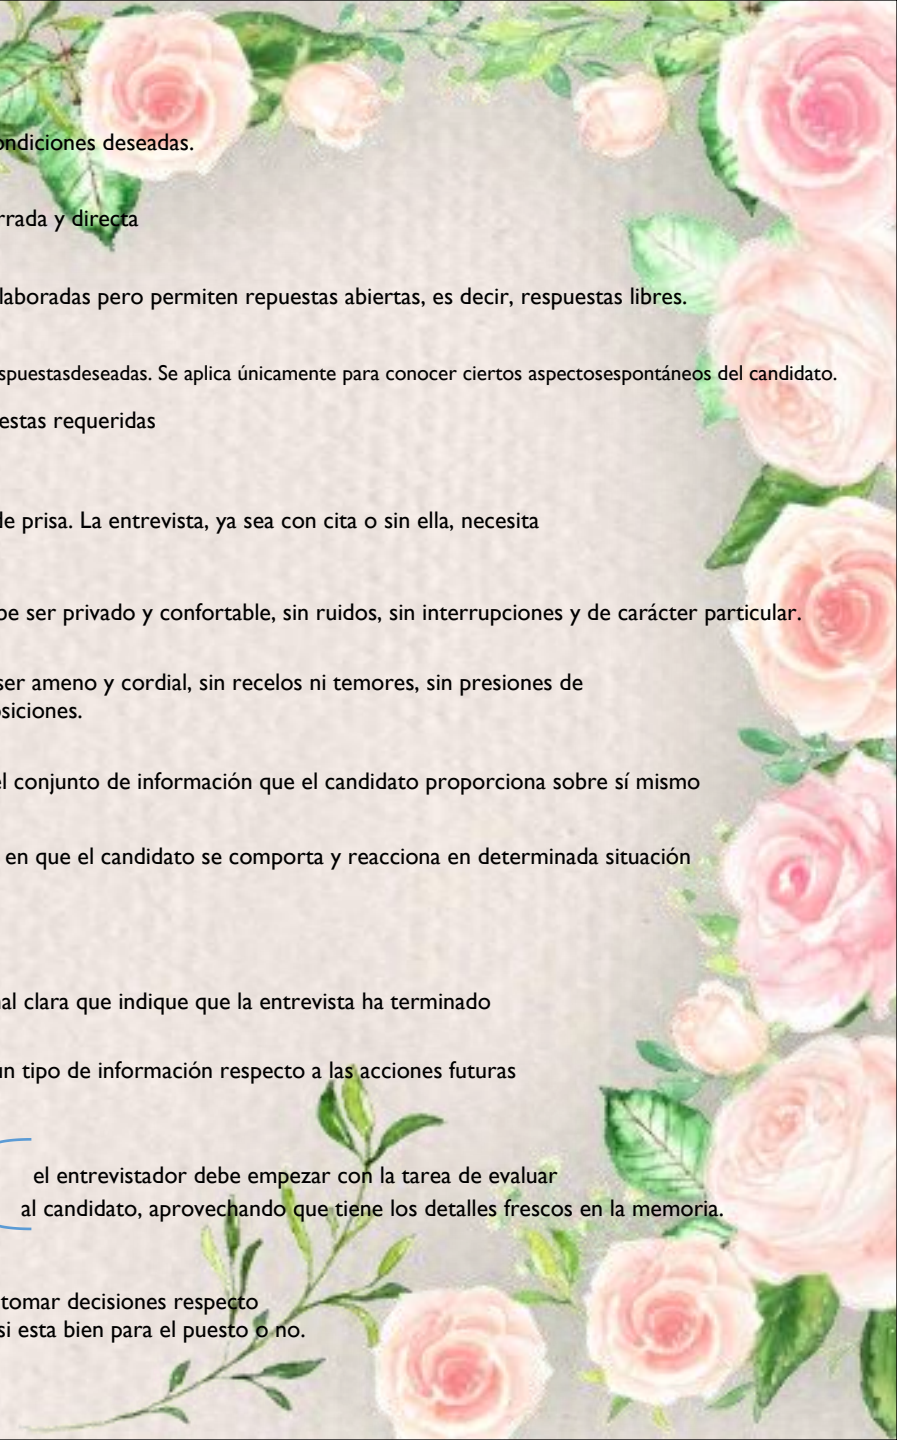 ondiciones deseadas.
rrada y directa
laboradas pero permiten repuestas abiertas, es decir, respuestas libres.
spuestasdeseadas. Se aplica únicamente para conocer ciertos aspectosespontáneos del candidato.
estas requeridas
de prisa. La entrevista, ya sea con cita o sin ella, necesita
be ser privado y confortable, sin ruidos, sin interrupciones y de carácter particular.
ser ameno y cordial, sin recelos ni temores, sin presiones de
siciones.
el conjunto de información que el candidato proporciona sobre sí mismo
en que el candidato se comporta y reacciona en determinada situación
al clara que indique que la entrevista ha terminado
un tipo de información respecto a las acciones futuras
el entrevistador debe empezar con la tarea de evaluar
al candidato, aprovechando que tiene los detalles frescos en la memoria.
tomar decisiones respecto
si esta bien para el puesto o no.